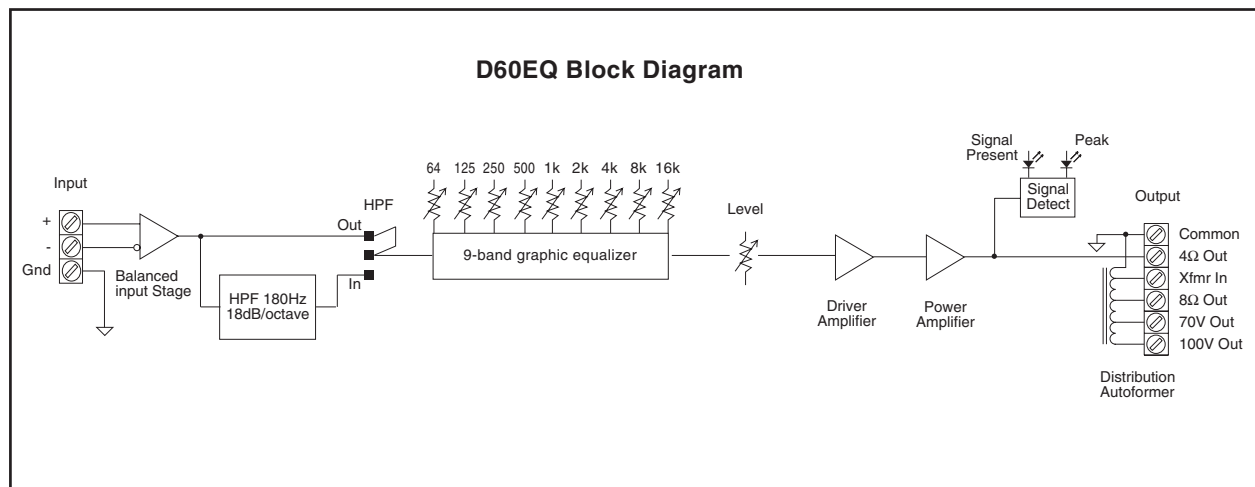 D60EQ Block Diagram
Input
+
-
Gnd
Balanced
input Stage
HPF 180Hz
18dB/octave
HPF
Out
In
64 125 250 500 1k 2k 4k 8k 16k
9-band graphic equalizer
Level
Driver
Amplifier
Power
Amplifier
Signal
Present
Peak
Signal
Detect
Output
Common
4Ω Out
Xfmr In
8Ω Out
70V Out
100V Out
Distribution
Autoformer